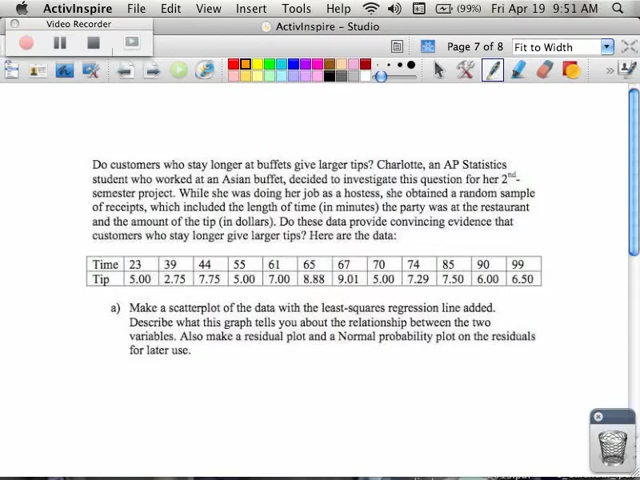 ActivInspire File Edit View Insert Tools Help (99%) Fri Apr 19 9:51 AM
Video Recorder
ActivInspire - Studio
Page 7 of 8 Fit to Width
Do customers who stay longer at buffets give larger tips? Charlotte, an AP Statistics
student who worked at an Asian buffet, decided to investigate this question for her 2nd-
semester project. While she was doing her job as a hostess, she obtained a random sample
of receipts, which included the length of time (in minutes) the party was at the restaurant
and the amount of the tip (in dollars). Do these data provide convincing evidence that
customers who stay longer give larger tips? Here are the data:
Time 23 39 44 55 61 65 67 70 74 85 90 99
Tip 5.00 2.75 7.75 5.00 7.00 8.88 9.01 5.00 7.29 7.50 6.00 6.50
a) Make a scatterplot of the data with the least-squares regression line added.
Describe what this graph tells you about the relationship between the two
variables. Also make a residual plot and a Normal probability plot on the residuals
for later use.